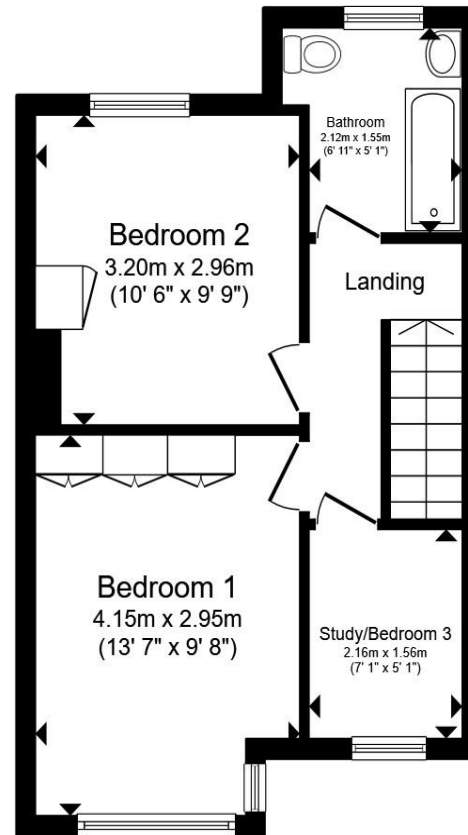 Bathroom
2.12m x 1.55m
(6' 11" x 5' 1")
Bedroom 2
3.20m x 2.96m
(10' 6" x 9' 9")
Landing
Bedroom 1
4.15m x 2.95m
(13' 7" x 9' 8")
Study/Bedroom 3
2.16m x 1.56m
(7' 1" x 5' 1")